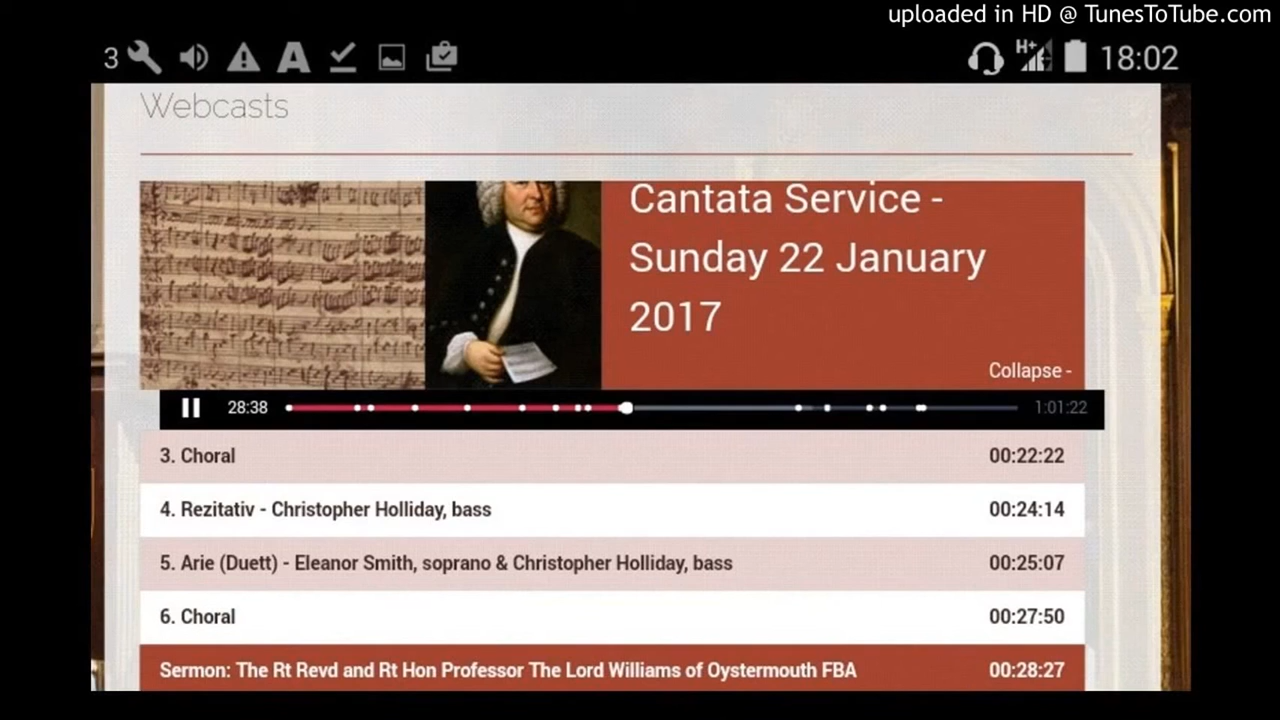 uploaded in HD @ TunesToTube.com
3
A
H+
18:02
Webcasts
Cantata Service -
Sunday 22 January
2017
Collapse -
28:38
1:01:22
3. Choral 00:22:22
4. Rezitativ - Christopher Holliday, bass 00:24:14
5. Arie (Duett) - Eleanor Smith, soprano & Christopher Holliday, bass 00:25:07
6. Choral 00:27:50
Sermon: The Rt Revd and Rt Hon Professor The Lord Williams of Oystermouth FBA 00:28:27